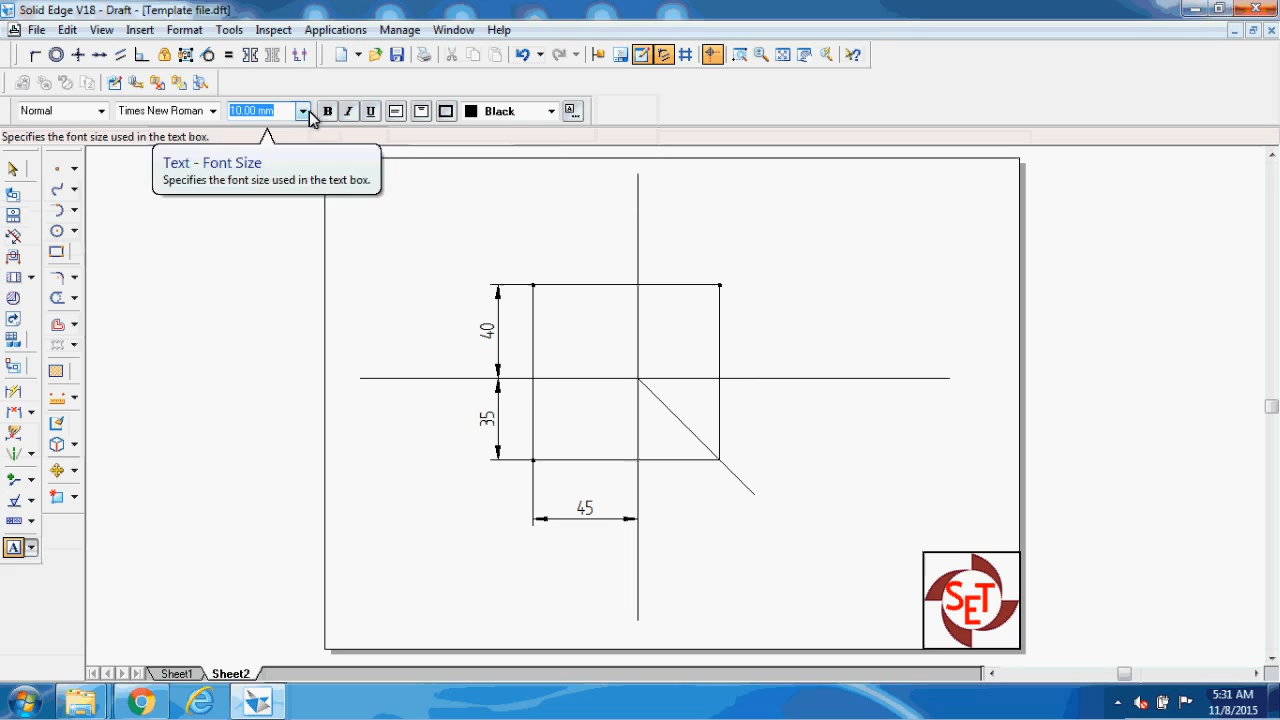 Solid Edge V18 - Draft - [Template file.dft]
File Edit View Insert Format Tools Inspect Applications Manage Window Help
Normal Times New Roman 10.00 mm B I U Black A
Specifies the font size used in the text box.
Text - Font Size
Specifies the font size used in the text box.
40
35
45
A
SET
Sheet1 Sheet2
5:31 AM
11/8/2015